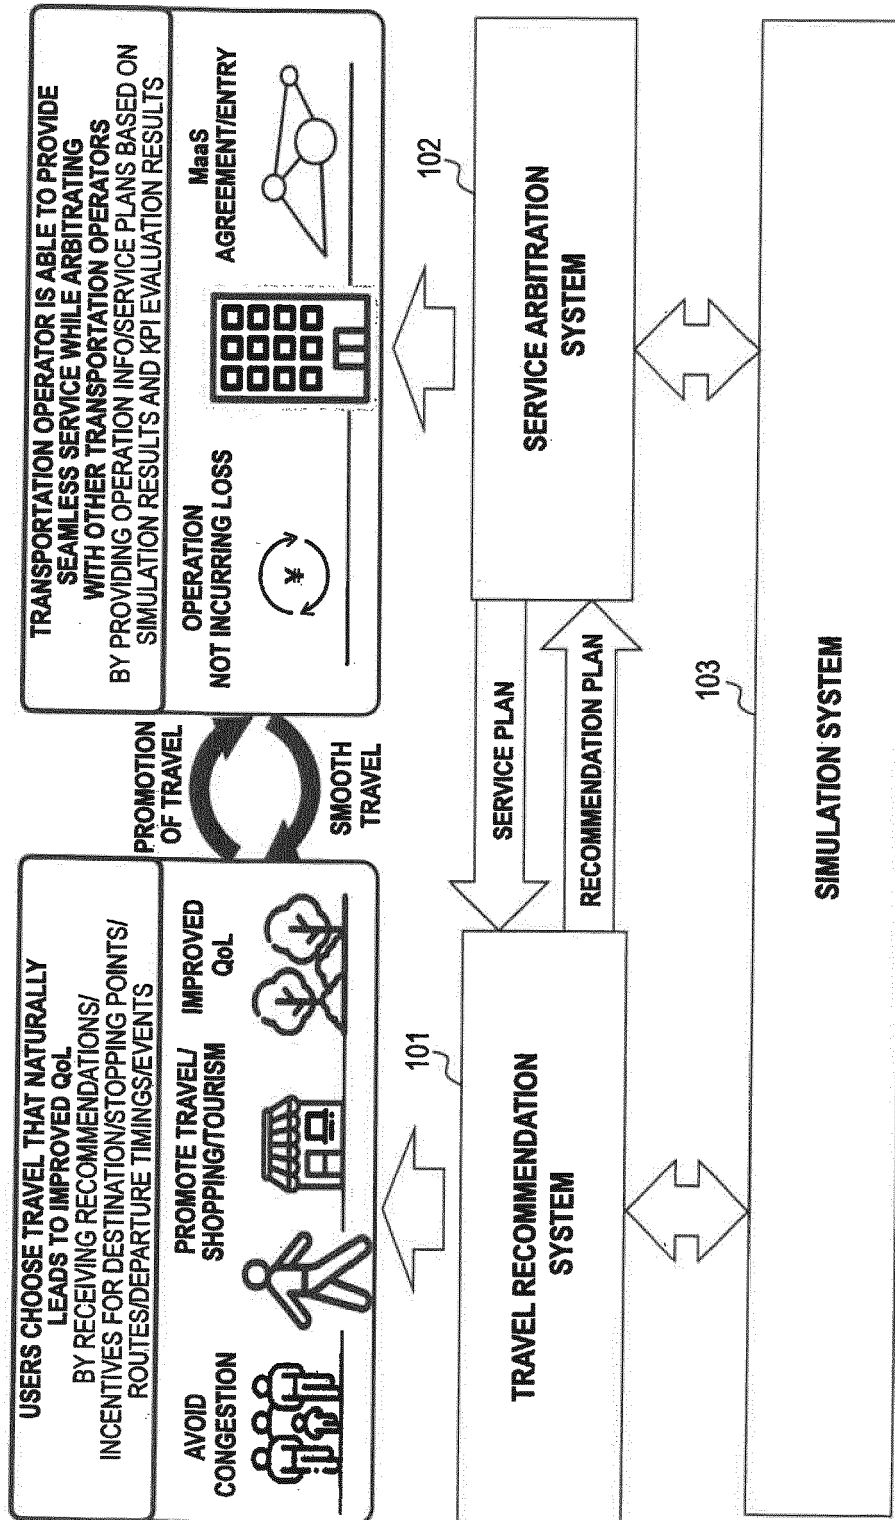 USERS CHOOSE TRAVEL THAT NATURALLY
LEADS TO IMPROVED QoL
BY RECEIVING RECOMMENDATIONS/
INCENTIVES FOR DESTINATION/STOPPING POINTS/
ROUTES/DEPARTURE TIMINGS/EVENTS
AVOID
CONGESTION
PROMOTE TRAVEL/
SHOPPING/TOURISM
IMPROVED
QoL
PROMOTION
OF TRAVEL
SMOOTH
TRAVEL
TRANSPORTATION OPERATOR IS ABLE TO PROVIDE
SEAMLESS SERVICE WHILE ARBITRATING
WITH OTHER TRANSPORTATION OPERATORS
BY PROVIDING OPERATION INFO/SERVICE PLANS BASED ON
SIMULATION RESULTS AND KPI EVALUATION RESULTS
OPERATION
NOT INCURRING LOSS
¥
MaaS
AGREEMENT/ENTRY
101
TRAVEL RECOMMENDATION
SYSTEM
SERVICE PLAN
RECOMMENDATION PLAN
102
SERVICE ARBITRATION
SYSTEM
103
SIMULATION SYSTEM